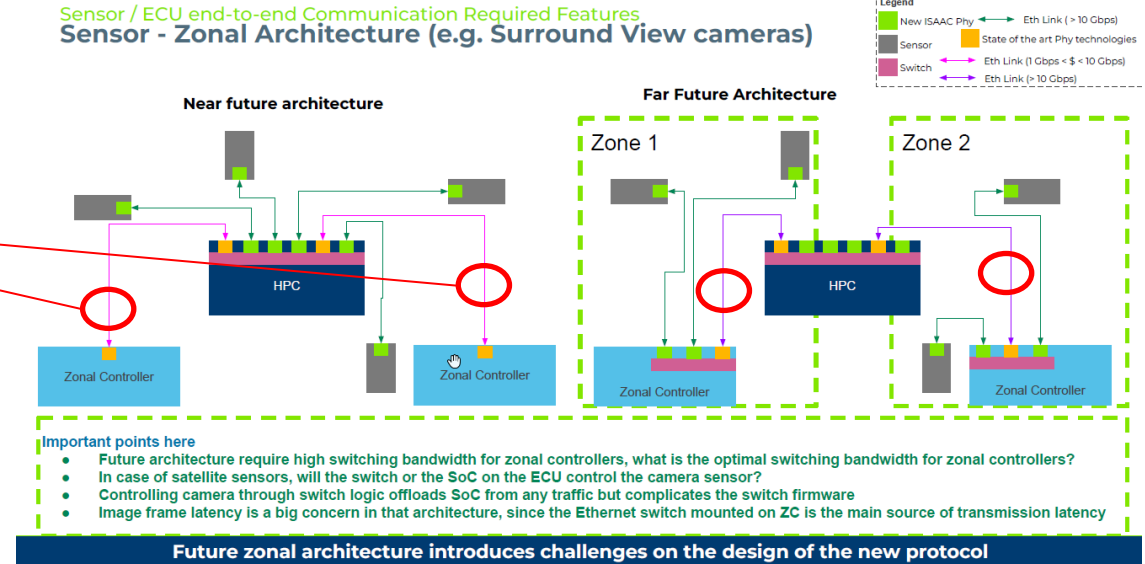 Sensor / ECU end-to-end Communication Required Features
Sensor - Zonal Architecture (e.g. Surround View cameras)
Legend
New ISAAC Phy
Eth Link ( > 10 Gbps)
Sensor
State of the art Phy technologies
Switch
Eth Link (1 Gbps < $ < 10 Gbps)
Eth Link (> 10 Gbps)
Near future architecture
Far Future Architecture
Zone 1
Zone 2
HPC
HPC
Zonal Controller
Zonal Controller
Zonal Controller
Zonal Controller
Important points here
● Future architecture require high switching bandwidth for zonal controllers, what is the optimal switching bandwidth for zonal controllers?
● In case of satellite sensors, will the switch or the SoC on the ECU control the camera sensor?
● Controlling camera through switch logic offloads SoC from any traffic but complicates the switch firmware
● Image frame latency is a big concern in that architecture, since the Ethernet switch mounted on ZC is the main source of transmission latency
Future zonal architecture introduces challenges on the design of the new protocol